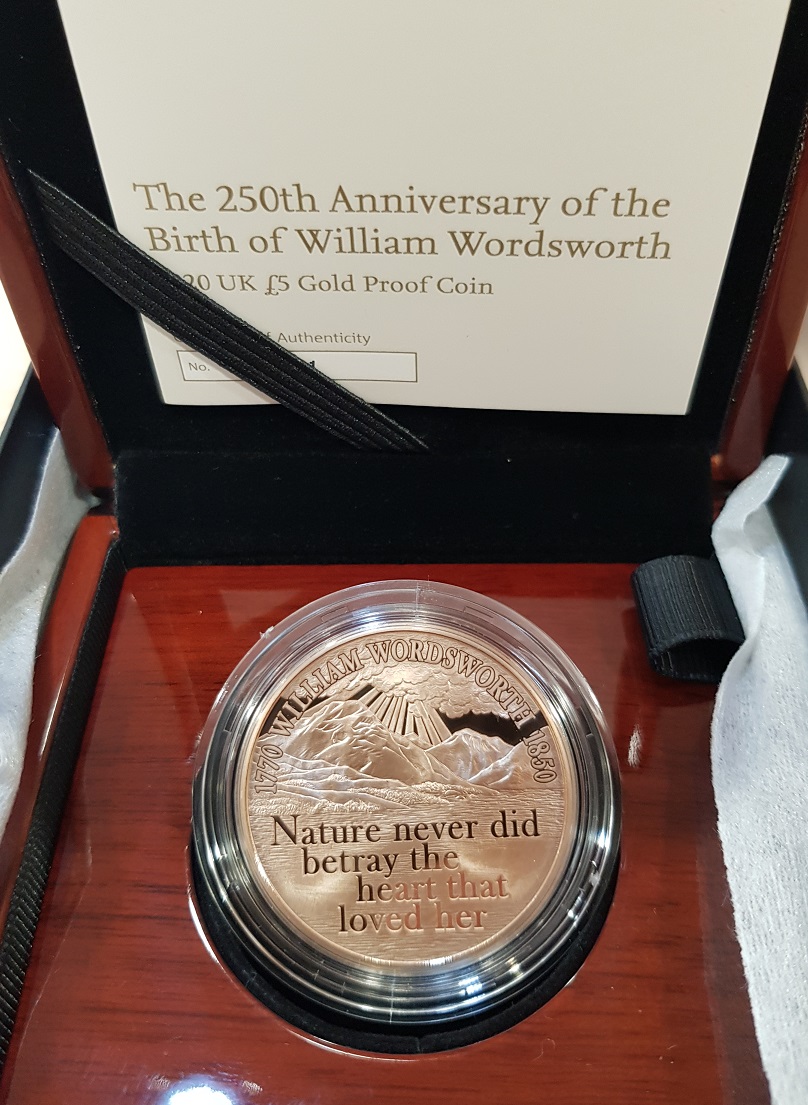 The 250th Anniversary of the
Birth of William Wordsworth
20 UK £5 Gold Proof Coin
Authenticity
No.
1770 WILLIAM WORDSWORTH 1850
Nature never did
betray the
heart that
loved her